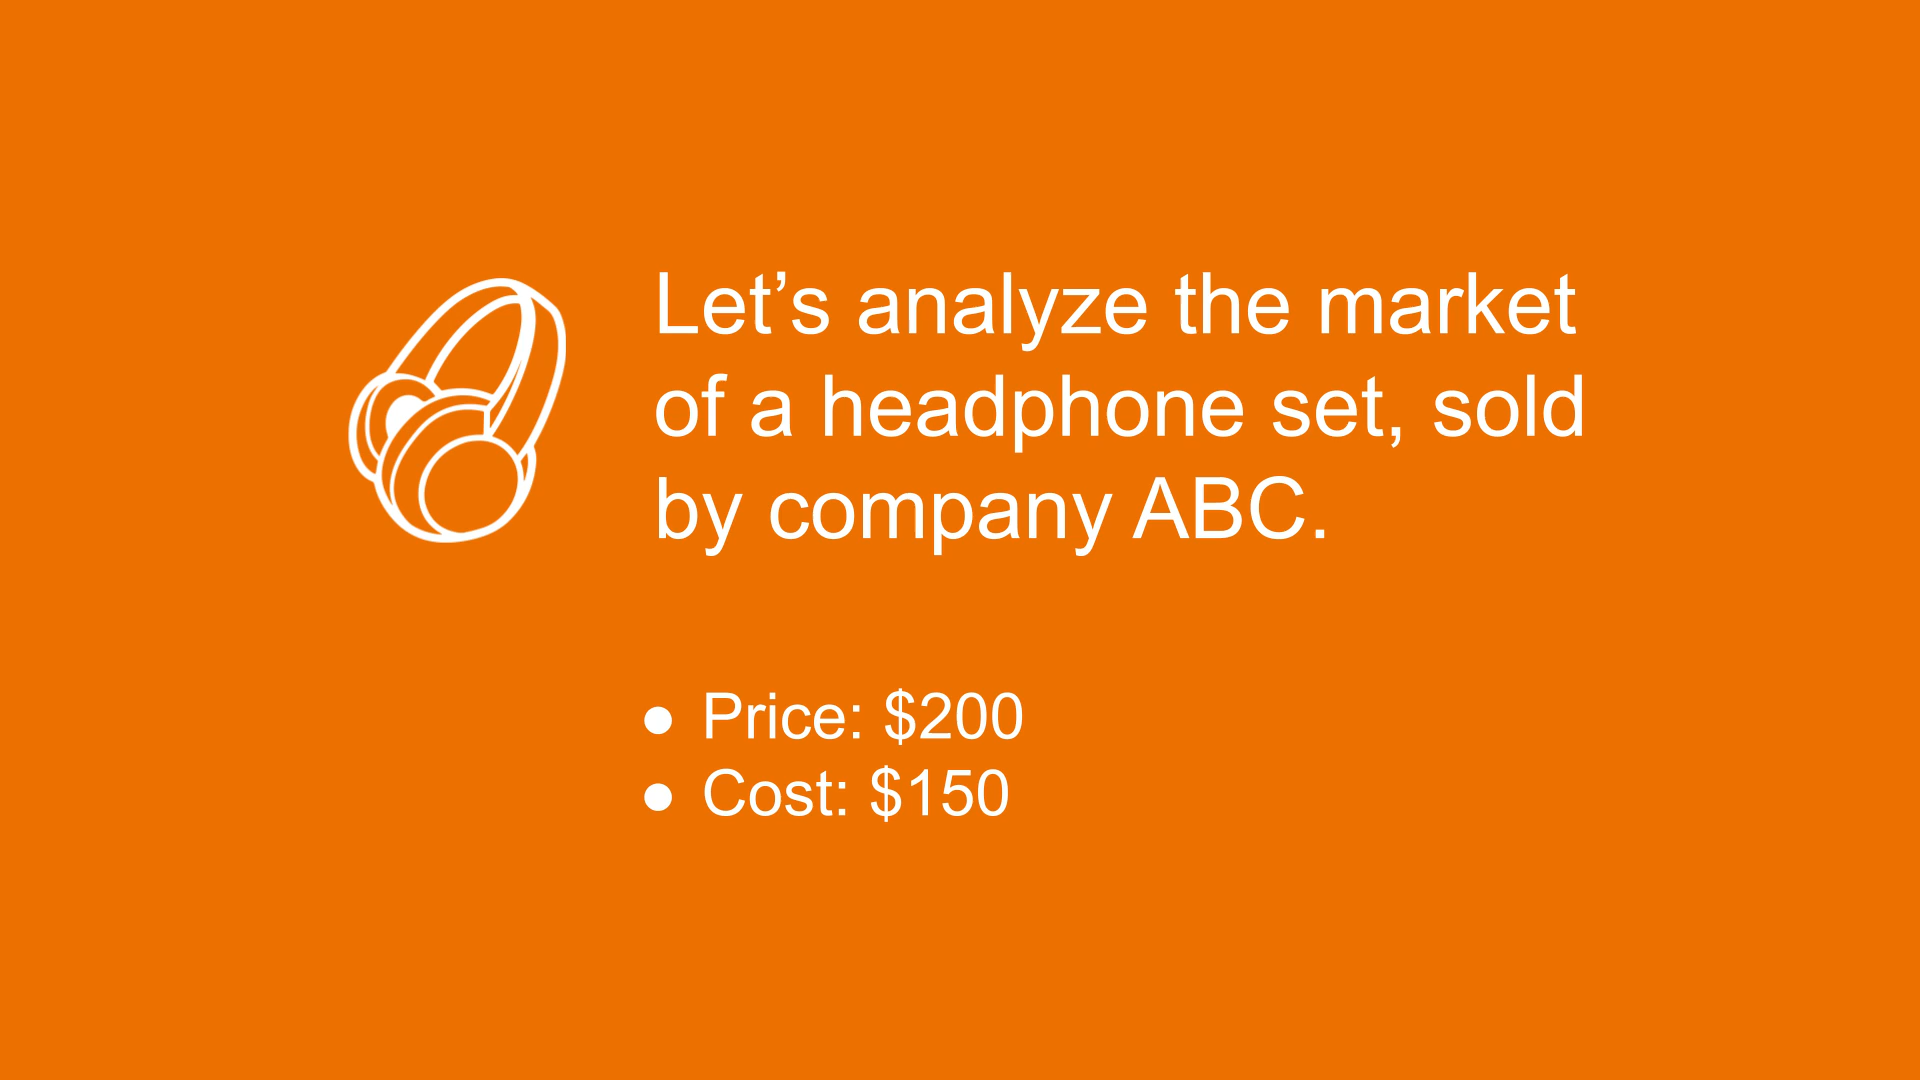 Let’s analyze the market
of a headphone set, sold
by company ABC.
● Price: $200
● Cost: $150